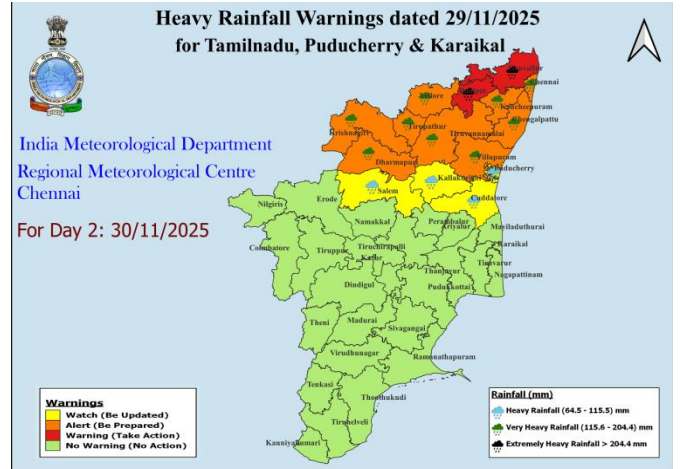 Heavy Rainfall Warnings dated 29/11/2025
for Tamilnadu, Puducherry & Karaikal
India Meteorological Department
Regional Meteorological Centre
Chennai
For Day 2: 30/11/2025
Chennai
Kancheepuram
Chengalpattu
Krishnagiri
Tirupathur
Tiruvannamalai
Dharmapuri
Villupuram
Puducherry
Kallakurichi
Salem
Cuddalore
Nilgiris
Erode
Namakkal
Perambalur
Ariyalur
Mayiladuthurai
Coimbatore
Tiruppur
Tiruchirapulli
Karur
Karaikal
Thanjavur
Tiruvarur
Nagapattinam
Dindigul
Pudukkottai
Theni
Madurai
Sivagangai
Virudhunagar
Ramanathapuram
Tenkasi
Thoothukudi
Tirunelveli
Kanniyakumari
Warnings
Watch (Be Updated)
Alert (Be Prepared)
Warning (Take Action)
No Warning (No Action)
Rainfall (mm)
Heavy Rainfall (64.5 - 115.5) mm
Very Heavy Rainfall (115.6 - 204.4) mm
Extremely Heavy Rainfall > 204.4 mm